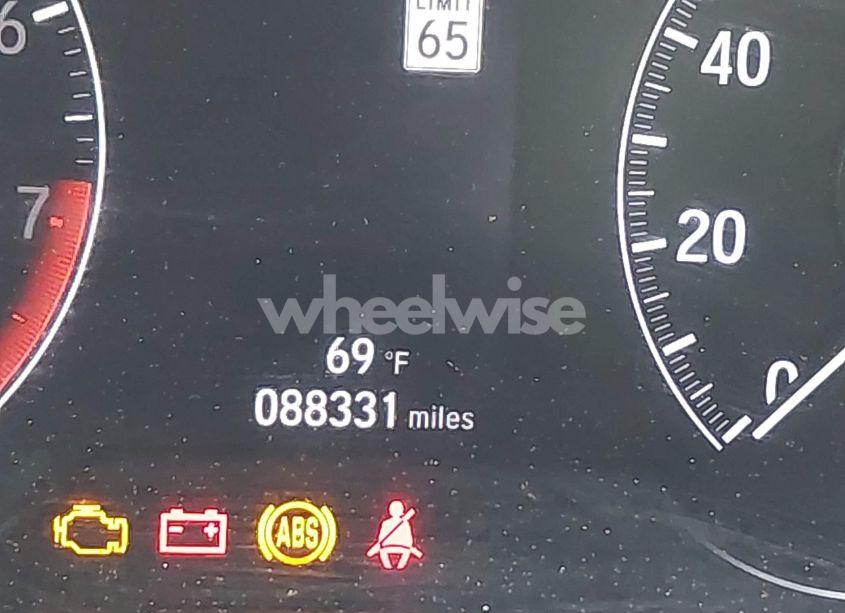 6
LIMIT
65
40
7
20
wheelwise
69 °F
0
088331 miles
ABS